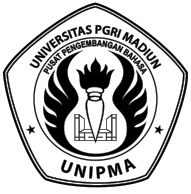 UNIVERSITAS PGRI MADIUN
PUSAT PENGEMBANGAN BAHASA
UNIPMA